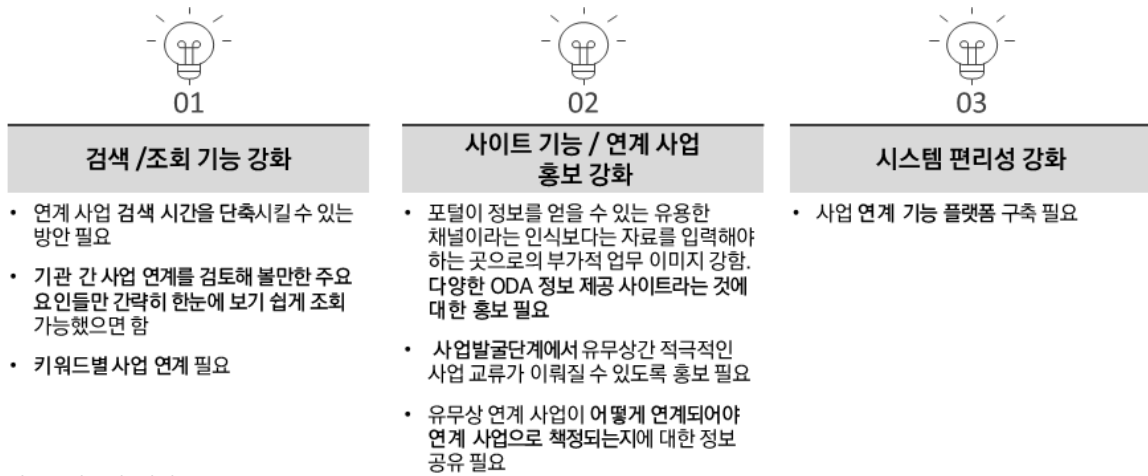 01
검색 /조회 기능 강화
• 연계 사업 검색 시간을 단축시킬 수 있는
방안 필요
• 기관 간 사업 연계를 검토해 볼만한 주요
요인들만 간략히 한눈에 보기 쉽게 조회
가능했으면 함
• 키워드별 사업 연계 필요
02
사이트 기능 / 연계 사업
홍보 강화
• 포털이 정보를 얻을 수 있는 유용한
채널이라는 인식보다는 자료를 입력해야
하는 곳으로의 부가적 업무 이미지 강함.
다양한 ODA 정보 제공 사이트라는 것에
대한 홍보 필요
• 사업발굴단계에서 유무상간 적극적인
사업 교류가 이뤄질 수 있도록 홍보 필요
• 유무상 연계 사업이 어떻게 연계되어야
연계 사업으로 책정되는지에 대한 정보
공유 필요
03
시스템 편리성 강화
• 사업 연계 기능 플랫폼 구축 필요